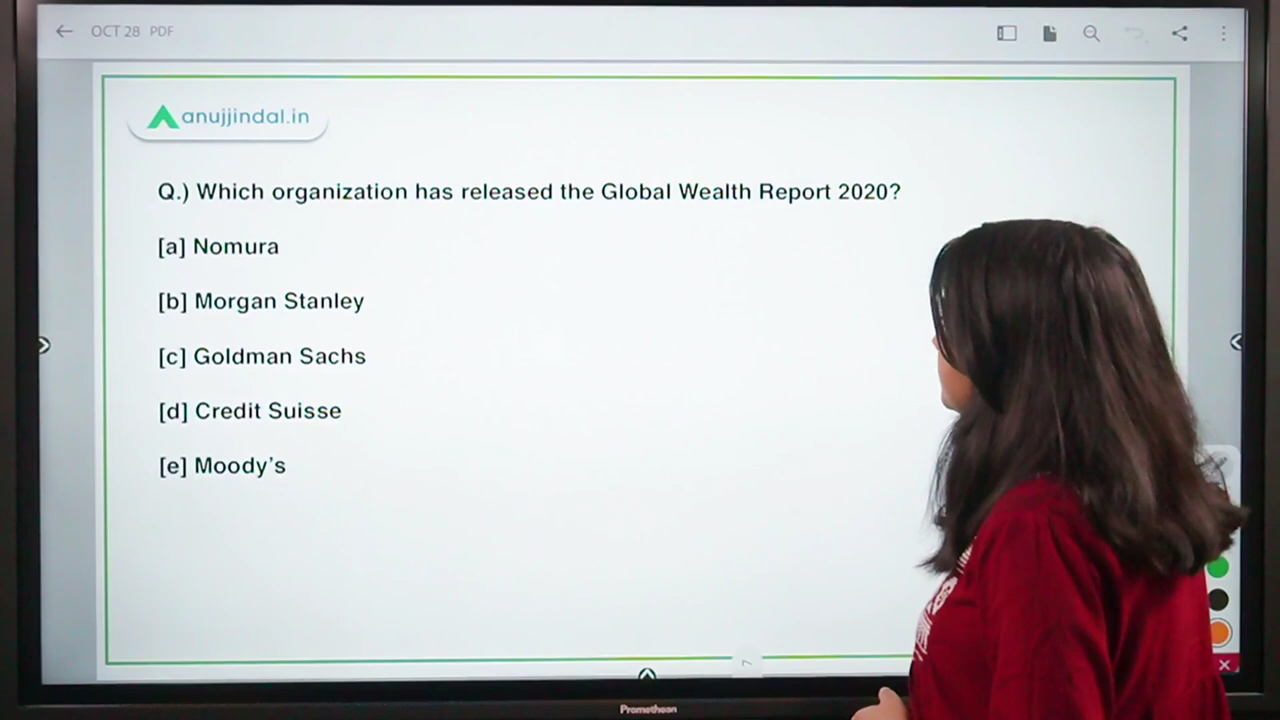 OCT 28 PDF
anujjindal.in
Q.) Which organization has released the Global Wealth Report 2020?
[a] Nomura
[b] Morgan Stanley
[c] Goldman Sachs
[d] Credit Suisse
[e] Moody's
7
Promethean